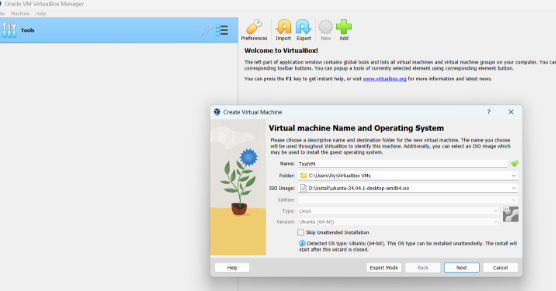 Oracle VM VirtualBox Manager
File Machine Help
Tools
Preferences Import Export New Add
Welcome to VirtualBox!
The left part of application window contains global tools and lists all virtual machines and virtual machine groups on your computer. You can
corresponding toolbar buttons. You can popup a tools of currently selected element using corresponding element button.
You can press the F1 key to get instant help, or visit www.virtualbox.org for more information and latest news.
Create Virtual Machine
Virtual machine Name and Operating System
Please choose a descriptive name and destination folder for the new virtual machine. The name you choose
will be used throughout VirtualBox to identify this machine. Additionally, you can select an ISO image which
may be used to install the guest operating system.
Name: TestVM
Folder: VirtualBox VMs
ISO Image: D:\install\ubuntu-24.04.1-desktop-amd64.iso
Edition:
Type: Linux
Version: Ubuntu (64-bit)
Skip Unattended Installation
Detected OS type: Ubuntu (64-bit). This OS type can be installed unattendedly. The install will
start after this wizard is closed.
Help Expert Mode Back Next Cancel